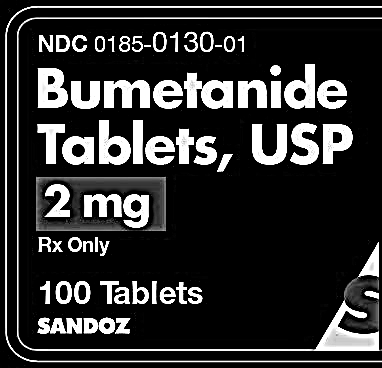 NDC 0185-0130-01
Bumetanide
Tablets, USP
2 mg
Rx Only
100 Tablets
SANDOZ
S